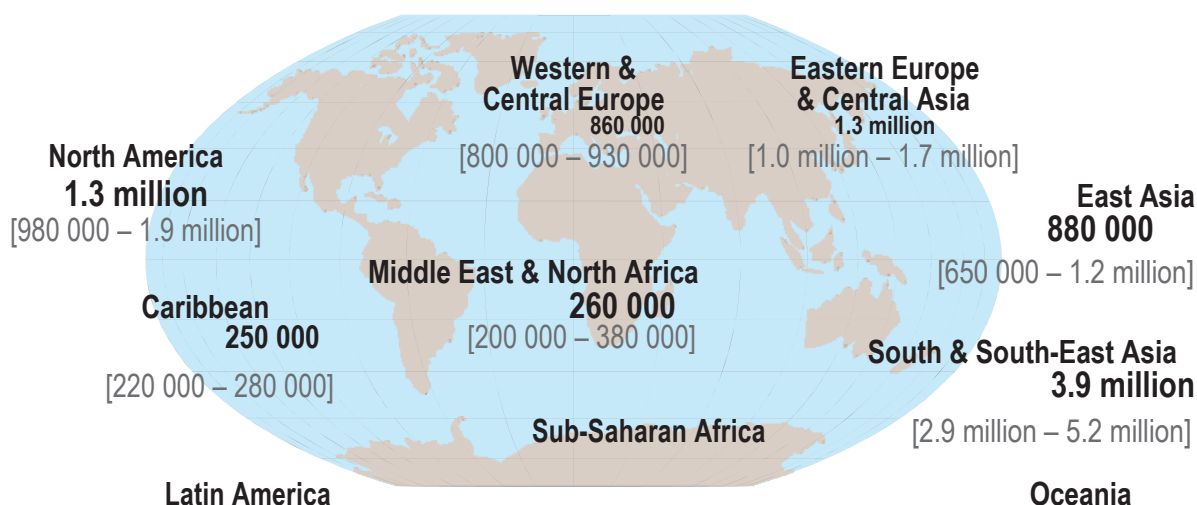 Western &
Central Europe
860 000
[800 000 – 930 000]
Eastern Europe
& Central Asia
1.3 million
[1.0 million – 1.7 million]
North America
1.3 million
[980 000 – 1.9 million]
East Asia
880 000
[650 000 – 1.2 million]
Middle East & North Africa
260 000
[200 000 – 380 000]
Caribbean
250 000
[220 000 – 280 000]
South & South-East Asia
3.9 million
[2.9 million – 5.2 million]
Sub-Saharan Africa
Latin America
Oceania